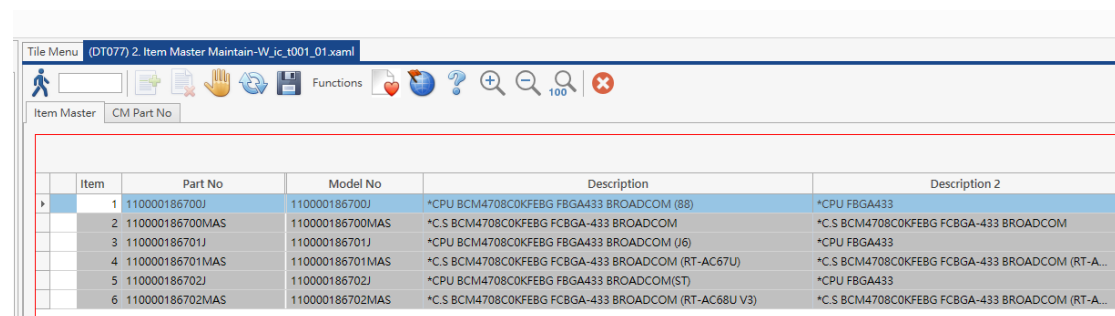 Tile Menu (DT077) 2. Item Master Maintain-W_ic_t001_01.xaml
Functions 100
Item Master CM Part No
Item Part No Model No Description Description 2
1 110000186700J 110000186700J *CPU BCM4708C0KFEBG FBGA433 BROADCOM (88) *CPU FBGA433
2 110000186700MAS 110000186700MAS *C.S BCM4708C0KFEBG FCBGA-433 BROADCOM *C.S BCM4708C0KFEBG FCBGA-433 BROADCOM
3 110000186701J 110000186701J *CPU BCM4708C0KFEBG FBGA433 BROADCOM (J6) *CPU FBGA433
4 110000186701MAS 110000186701MAS *C.S BCM4708C0KFEBG FCBGA-433 BROADCOM (RT-AC67U) *C.S BCM4708C0KFEBG FCBGA-433 BROADCOM (RT-A...
5 110000186702J 110000186702J *CPU BCM4708C0KFEBG FBGA433 BROADCOM(ST) *CPU FBGA433
6 110000186702MAS 110000186702MAS *C.S BCM4708C0KFEBG FCBGA-433 BROADCOM (RT-AC68U V3) *C.S BCM4708C0KFEBG FCBGA-433 BROADCOM (RT-A...